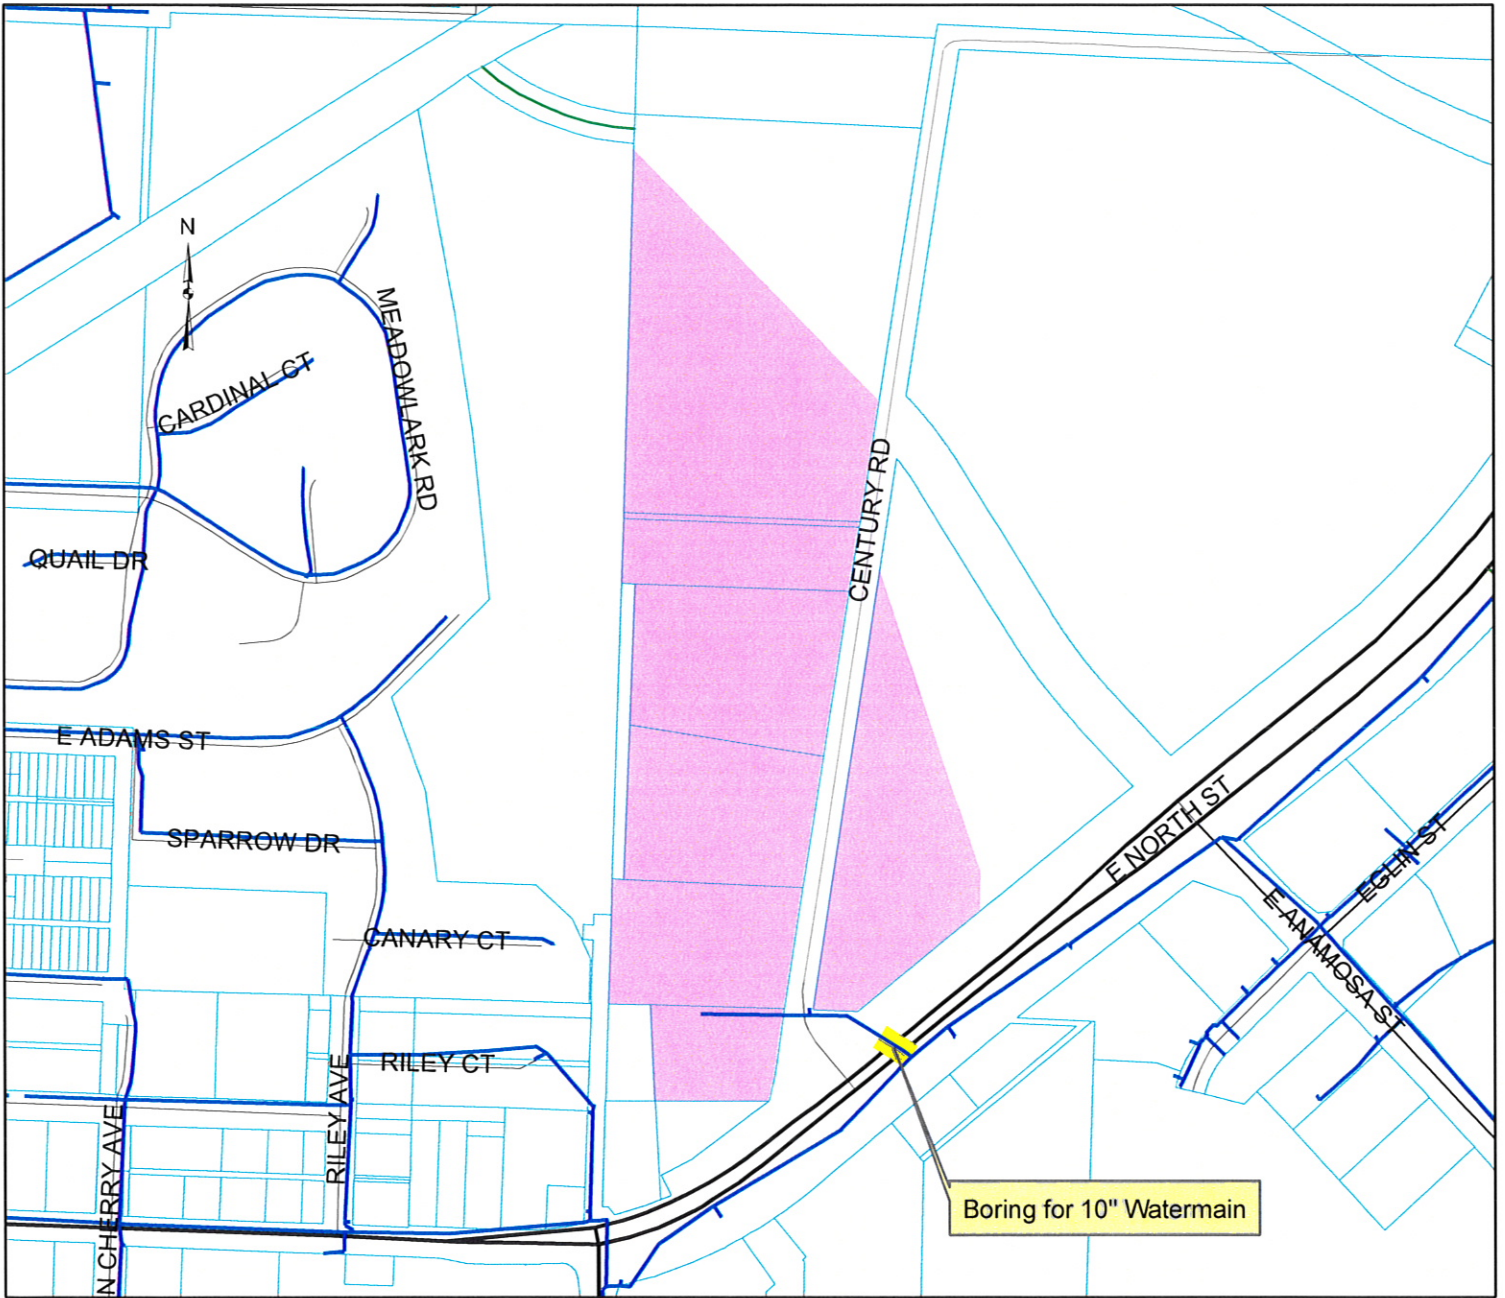 N
MEADOWLARK RD
CARDINAL CT
CENTURY RD
QUAIL DR
E ADAMS ST
SPARROW DR
E NORTH ST
EGLIN ST
CANARY CT
E ANAMOSA ST
RILEY CT
RILEY AVE
N CHERRY AVE
Boring for 10" Watermain